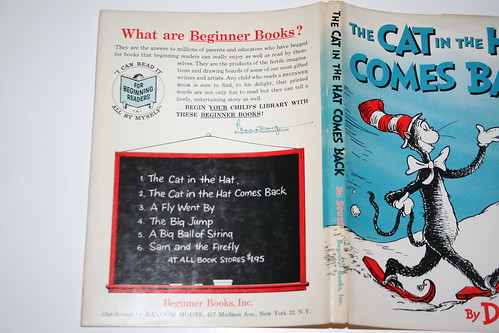 What are Beginner Books?
They are the answer to millions of parents and educators who have begged
for books that beginning readers can really enjoy as well as read by them-
selves. They are the products of the fertile imagina-
tions and drawing boards of some of our most gifted
writers and artists. Any child who reads a BEGINNER
BOOK is sure to find, to his delight, that printed
words are not only fun to read but they can tell a
lively, entertaining story as well.
BEGIN YOUR CHILD'S LIBRARY WITH
THESE BEGINNER BOOKS!
"I CAN READ IT
FOR
BEGINNING
READERS
ALL BY MYSELF"
1. The Cat in the Hat
2. The Cat in the Hat Comes Back
3. A Fly Went By
4. The Big Jump
5. A Big Ball of String
6. Sam and the Firefly
AT ALL BOOK STORES $1.95
Beginner Books, Inc.
Distributed by RANDOM HOUSE, 457 Madison Ave., New York 22, N.Y.
THE CAT IN THE HAT COMES BACK
Dr. Seuss
Beginner Books, Inc.
THE CAT IN THE
COMES
By